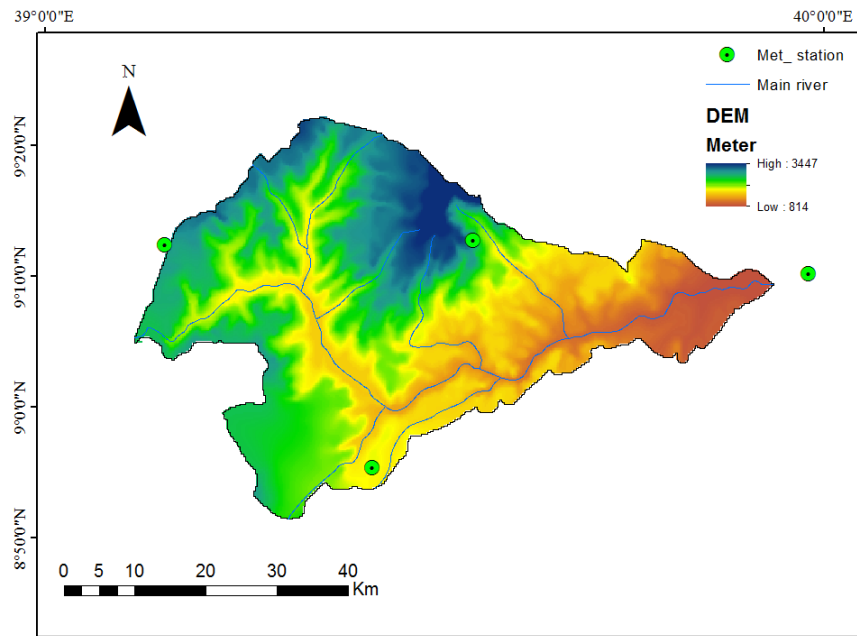 39°0'0"E
40°0'0"E
Met_ station
Main river
N
DEM
Meter
High : 3447
Low : 814
9°20'0"N
9°10'0"N
9°0'0"N
8°50'0"N
0 5 10 20 30 40
Km